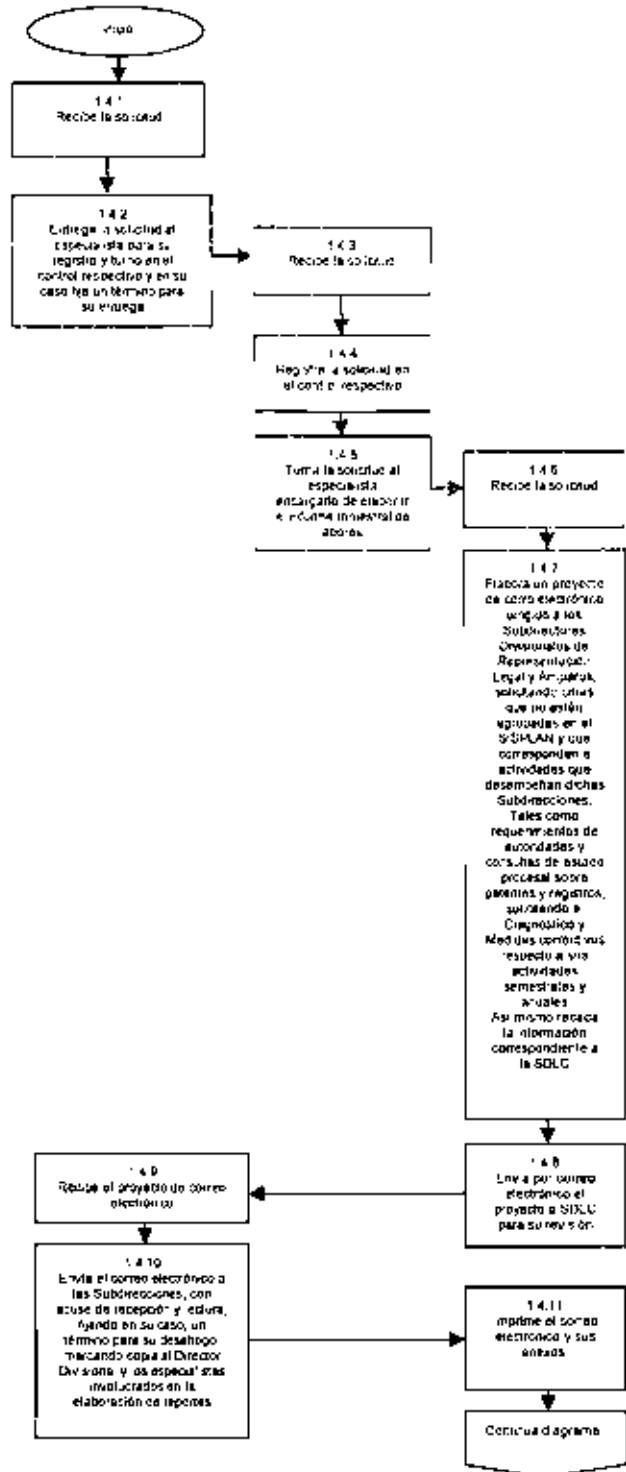 Inicio
1.4.1
Recibe la solicitud
1.4.2
Entrega la solicitud al
especialista para su
registro y turno en el
control respectivo y en su
caso fija un término para
su entrega
1.4.3
Recibe la solicitud
1.4.4
Registra la solicitud en
el control respectivo
1.4.5
Turna la solicitud al
especialista
encargado de elaborar
el informe trimestral de
labores
1.4.6
Recibe la solicitud
1.4.7
Elabora un proyecto
de correo electrónico
dirigido a los
Subdirectores
Divisionales de
Representación
Legal y Amparos,
solicitando cifras
que no estén
agrupadas en el
SISPLAN y que
corresponden a
actividades que
desempeñan dichas
Subdirecciones.
Tales como
requerimientos de
autoridades y
consultas de estado
procesal sobre
patentes y registros,
solicitando e
Diagnóstico y
Medidas correctivas
respecto a sus
actividades
semestrales y
anuales
Así mismo recaba
la información
correspondiente a
la SDLC
1.4.8
Envía por correo
electrónico el
proyecto a SDLC
para su revisión
1.4.9
Revisa el proyecto de correo
electrónico
1.4.10
Envía el correo electrónico a
las Subdirecciones, con
acuse de recepción y lectura,
fijando en su caso, un
término para su desahogo
marcando copia al Director
Divisional y los especialistas
involucrados en la
elaboración de reportes
1.4.11
Imprime el correo
electrónico y sus
anexos
Continua diagrama